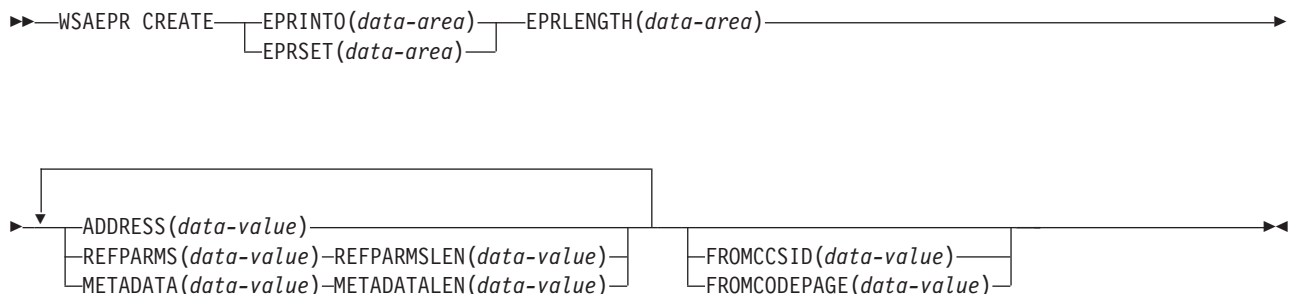 WSAEPR CREATE EPRINTO(data-area) EPRLENGTH(data-area)
EPRSET(data-area)
ADDRESS(data-value)
REFPARMS(data-value) REFPARMSLEN(data-value) FROMCCSID(data-value)
METADATA(data-value) METADATALEN(data-value) FROMCODEPAGE(data-value)